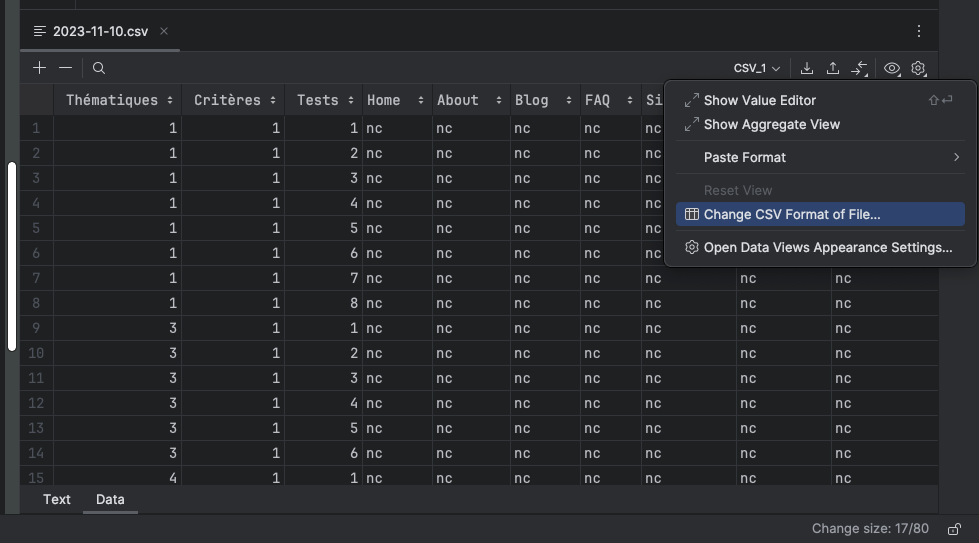 2023-11-10.csv
CSV_1
Thématiques Critères Tests Home About Blog FAQ Si
1 1 1 1 nc nc nc nc nc
2 1 1 2 nc nc nc nc nc
3 1 1 3 nc nc nc nc nc
4 1 1 4 nc nc nc nc nc
5 1 1 5 nc nc nc nc nc
6 1 1 6 nc nc nc nc nc
7 1 1 7 nc nc nc nc nc nc nc
8 1 1 8 nc nc nc nc nc nc nc
9 3 1 1 nc nc nc nc nc nc nc
10 3 1 2 nc nc nc nc nc nc nc
11 3 1 3 nc nc nc nc nc nc nc
12 3 1 4 nc nc nc nc nc nc nc
13 3 1 5 nc nc nc nc nc nc nc
14 3 1 6 nc nc nc nc nc nc nc
15 4 1 1 nc nc nc nc nc nc nc
Show Value Editor ⇧⏎
Show Aggregate View
Paste Format
Reset View
Change CSV Format of File...
Open Data Views Appearance Settings...
Text Data
Change size: 17/80